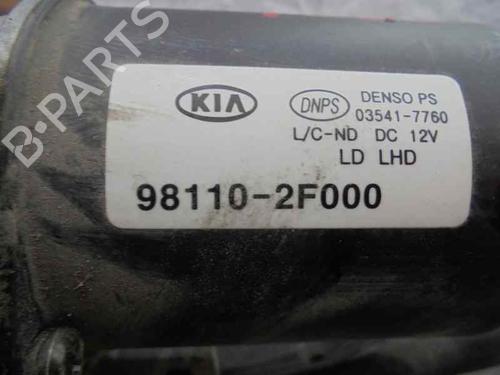 KIA
DNPS
DENSO PS
03541-7760
L/C-ND DC 12V
LD LHD
98110-2F000
B-PARTS